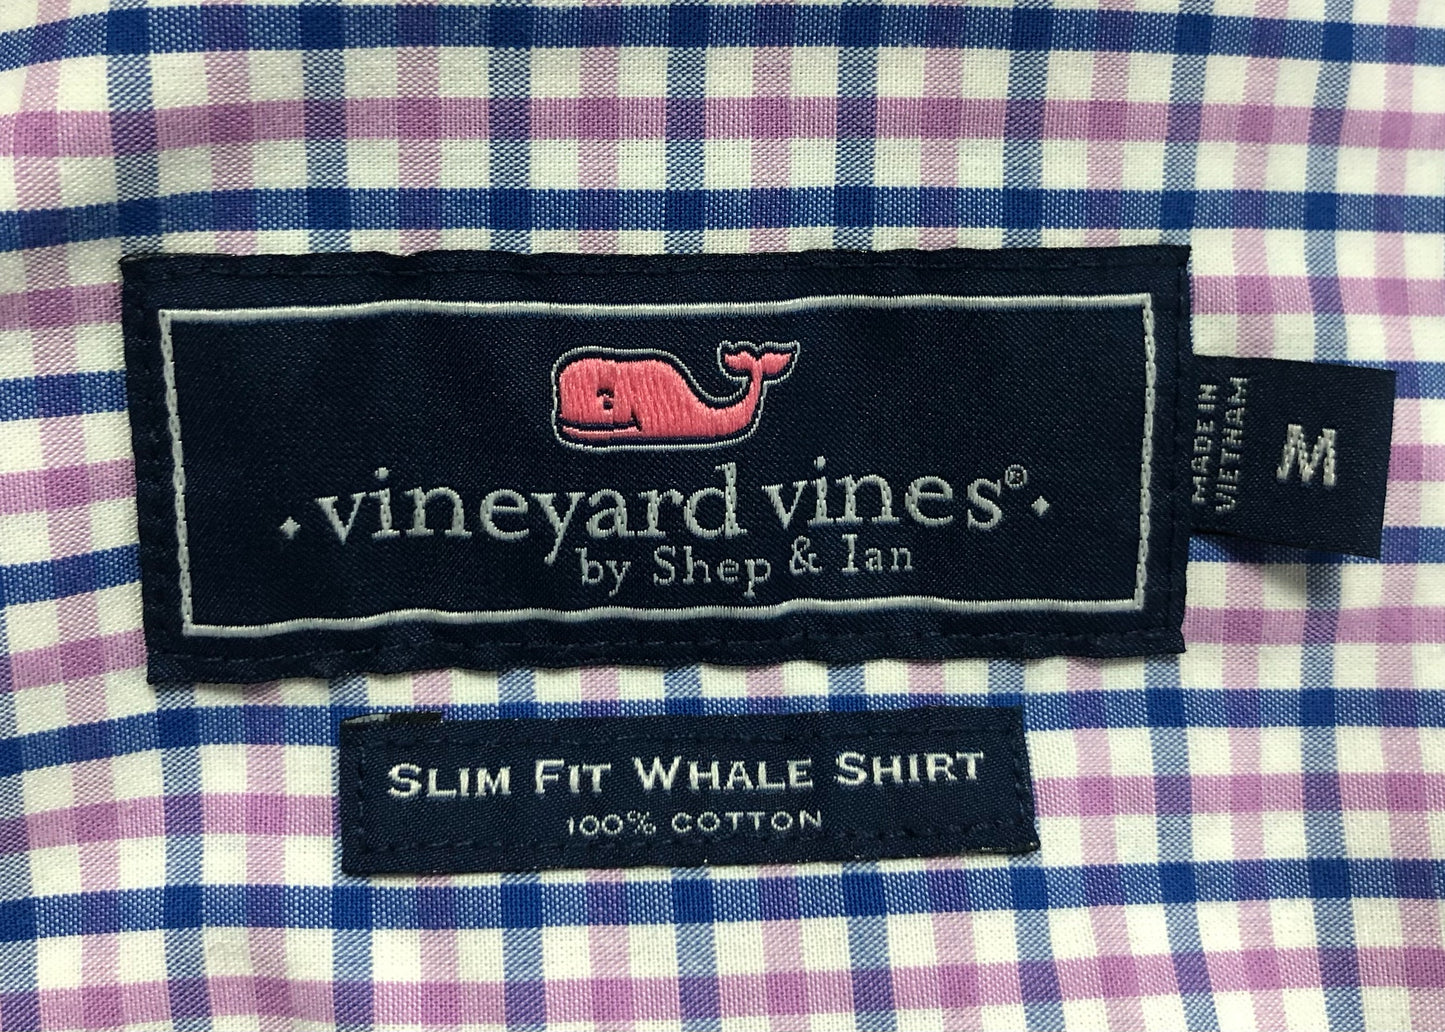 vineyard vines®
by Shep & Ian
MADE IN
VIETNAM
M
SLIM FIT WHALE SHIRT
100% COTTON